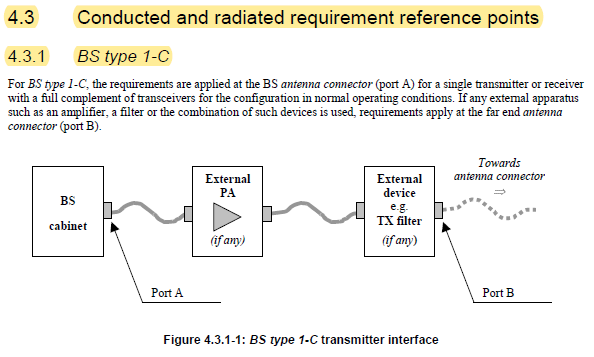 4.3 Conducted and radiated requirement reference points
4.3.1 BS type 1-C
For BS type 1-C, the requirements are applied at the BS antenna connector (port A) for a single transmitter or receiver
with a full complement of transceivers for the configuration in normal operating conditions. If any external apparatus
such as an amplifier, a filter or the combination of such devices is used, requirements apply at the far end antenna
connector (port B).
BS
cabinet
External
PA
(if any)
External
device
e.g.
TX filter
(if any)
Towards
antenna connector
⇒
Port A
Port B
Figure 4.3.1-1: BS type 1-C transmitter interface